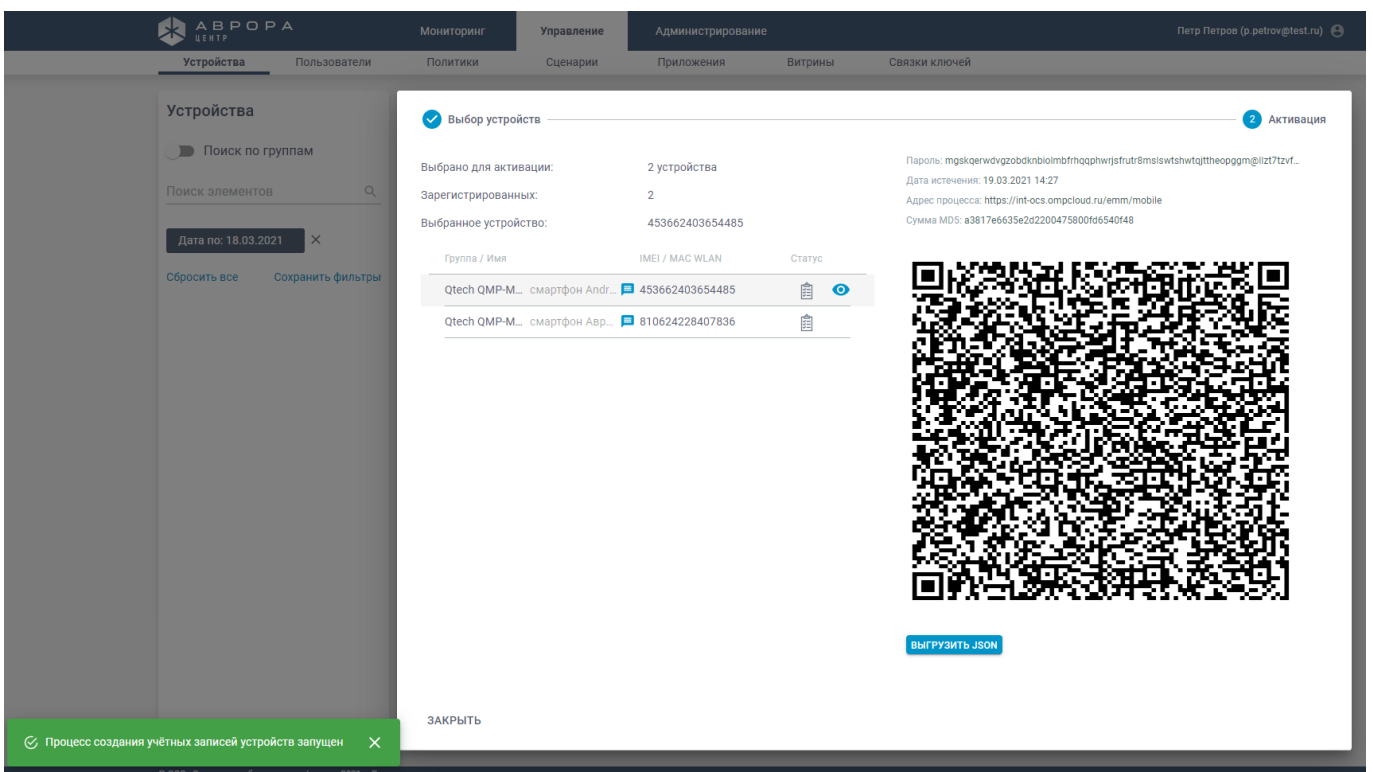 АВРОРА
ЦЕНТР
Мониторинг
Управление
Администрирование
Петр Петров (p.petrov@test.ru)
Устройства
Пользователи
Политики
Сценарии
Приложения
Витрины
Связки ключей
Устройства
Поиск по группам
Поиск элементов
Дата по: 18.03.2021
Сбросить все
Сохранить фильтры
Выбор устройств
2 Активация
Выбрано для активации: 2 устройства
Зарегистрированных: 2
Выбранное устройство: 453662403654485
Группа / Имя IMEI / MAC WLAN Статус
Qtech QMP-M... смартфон Andr... 453662403654485
Qtech QMP-M... смартфон Авр... 810624228407836
Пароль:
Дата истечения: 19.03.2021 14:27
Адрес процесса: https://int-ocs.ompcloud.ru/emm/mobile
Сумма MD5: a3817e6635e2d2200475800fd6540f48
ВЫГРУЗИТЬ JSON
ЗАКРЫТЬ
Процесс создания учётных записей устройств запущен